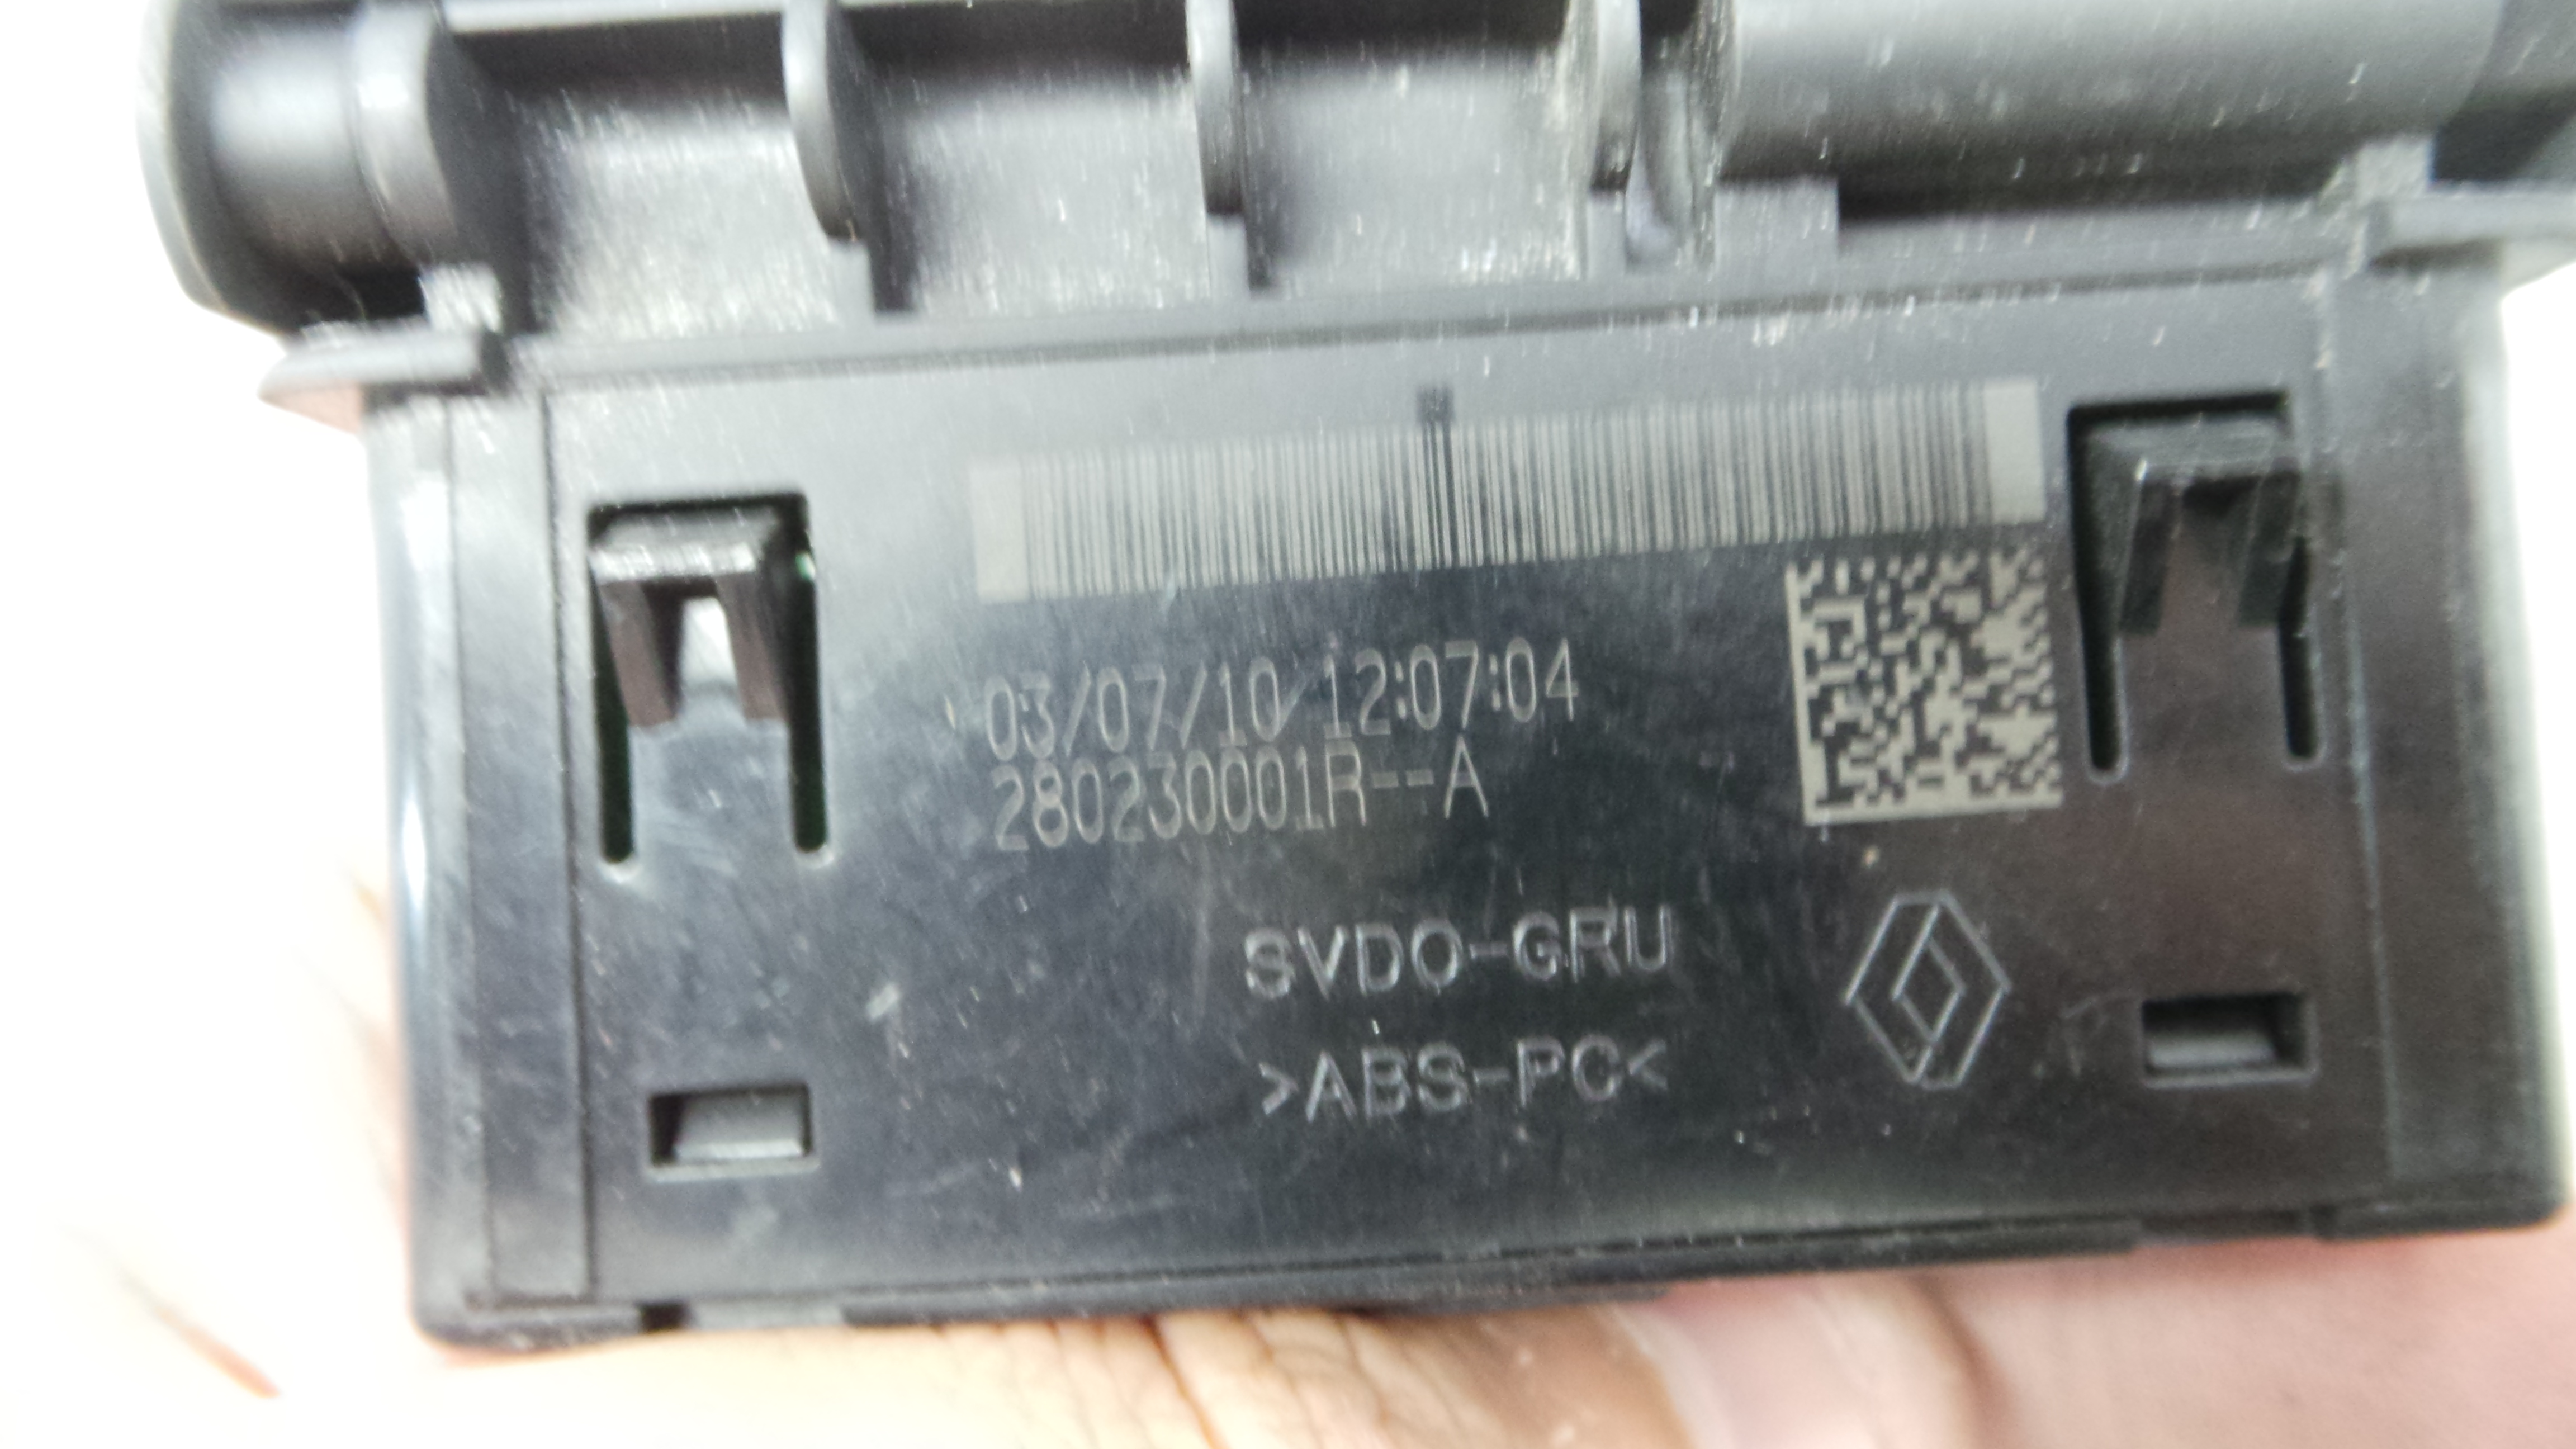 03/07/10 12:07:04
280230001R--A
SVDO-GRU
>ABS-PC<